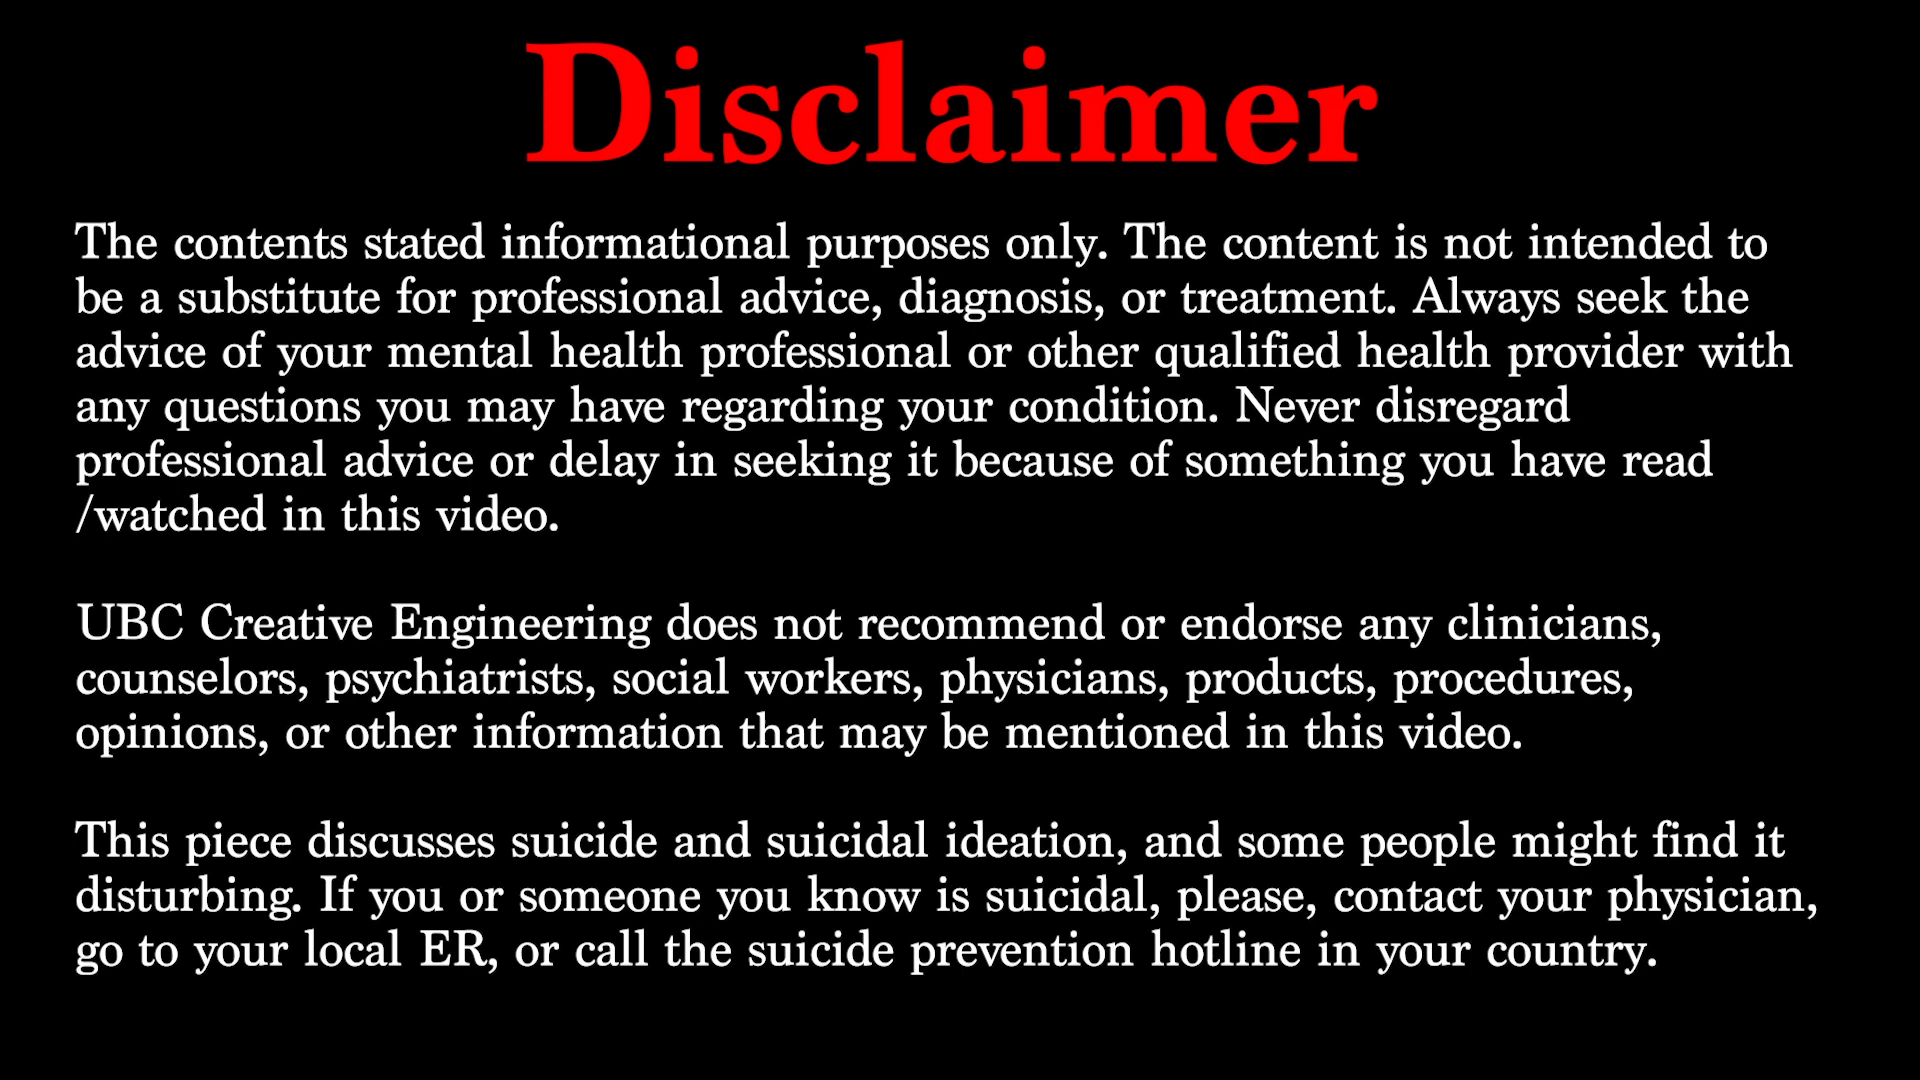 Disclaimer
The contents stated informational purposes only. The content is not intended to
be a substitute for professional advice, diagnosis, or treatment. Always seek the
advice of your mental health professional or other qualified health provider with
any questions you may have regarding your condition. Never disregard
professional advice or delay in seeking it because of something you have read
/watched in this video.
UBC Creative Engineering does not recommend or endorse any clinicians,
counselors, psychiatrists, social workers, physicians, products, procedures,
opinions, or other information that may be mentioned in this video.
This piece discusses suicide and suicidal ideation, and some people might find it
disturbing. If you or someone you know is suicidal, please, contact your physician,
go to your local ER, or call the suicide prevention hotline in your country.